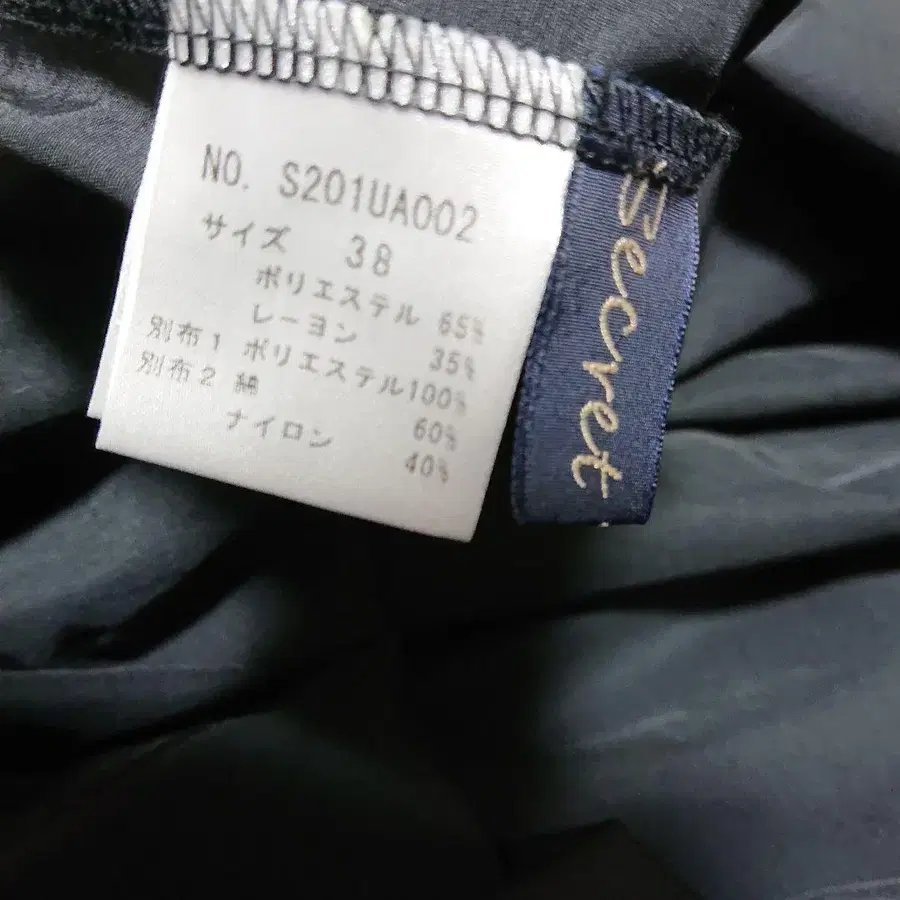 NO. S201UA002
サイズ 38
ポリエステル 65%
レーヨン 35%
別布1 ポリエステル100%
別布2 綿 60%
ナイロン 40%
Secret